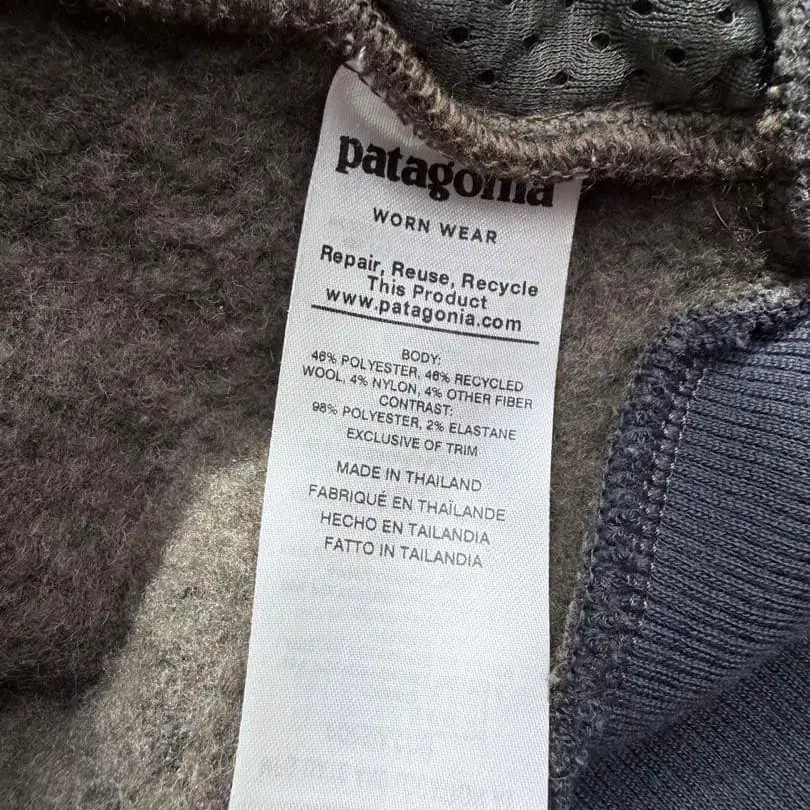 patagonia
WORN WEAR
Repair, Reuse, Recycle
This Product
www.patagonia.com
BODY:
46% POLYESTER, 46% RECYCLED
WOOL, 4% NYLON, 4% OTHER FIBER
CONTRAST:
98% POLYESTER, 2% ELASTANE
EXCLUSIVE OF TRIM
MADE IN THAILAND
FABRIQUÉ EN THAÏLANDE
HECHO EN TAILANDIA
FATTO IN TAILANDIA